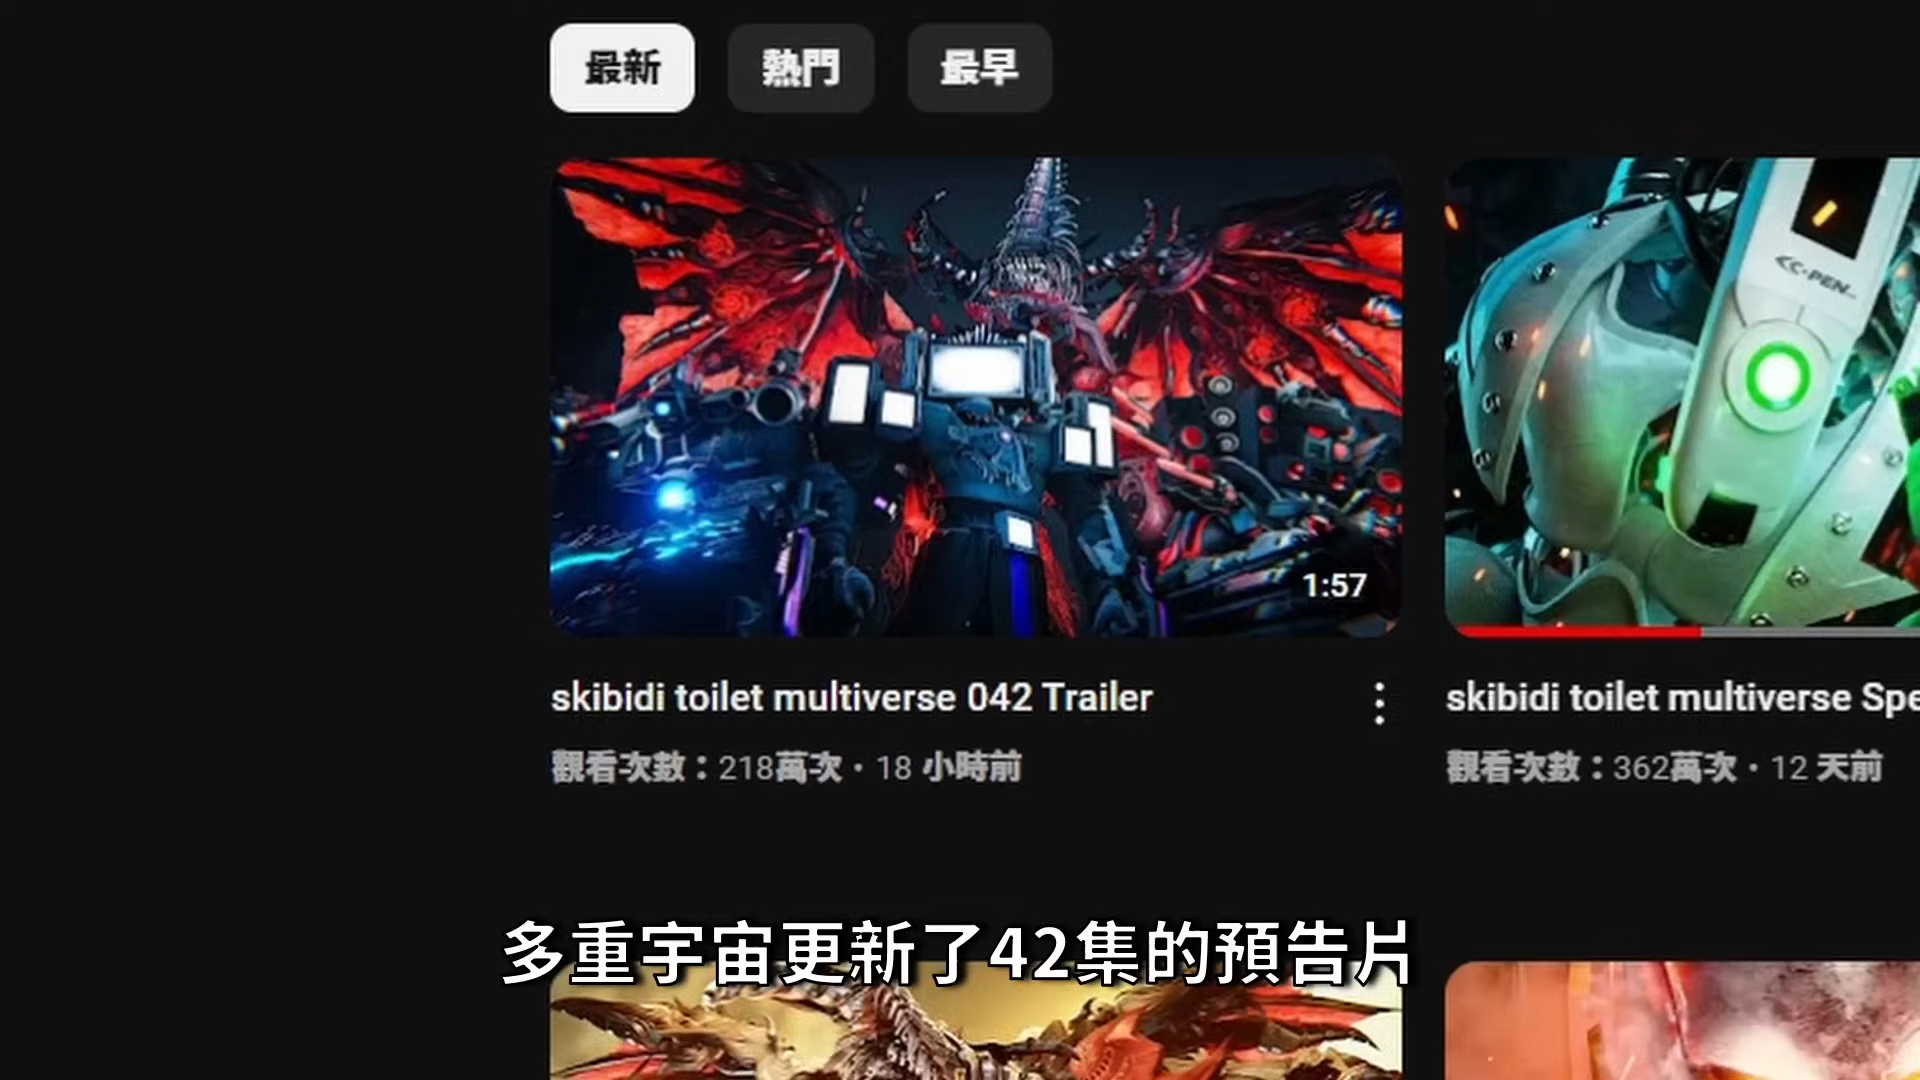 最新
熱門
最早
C-PEN
1:57
skibidi toilet multiverse 042 Trailer
skibidi toilet multiverse Spe
觀看次數：218萬次・18 小時前
觀看次數：362萬次・12 天前
多重宇宙更新了42集的預告片